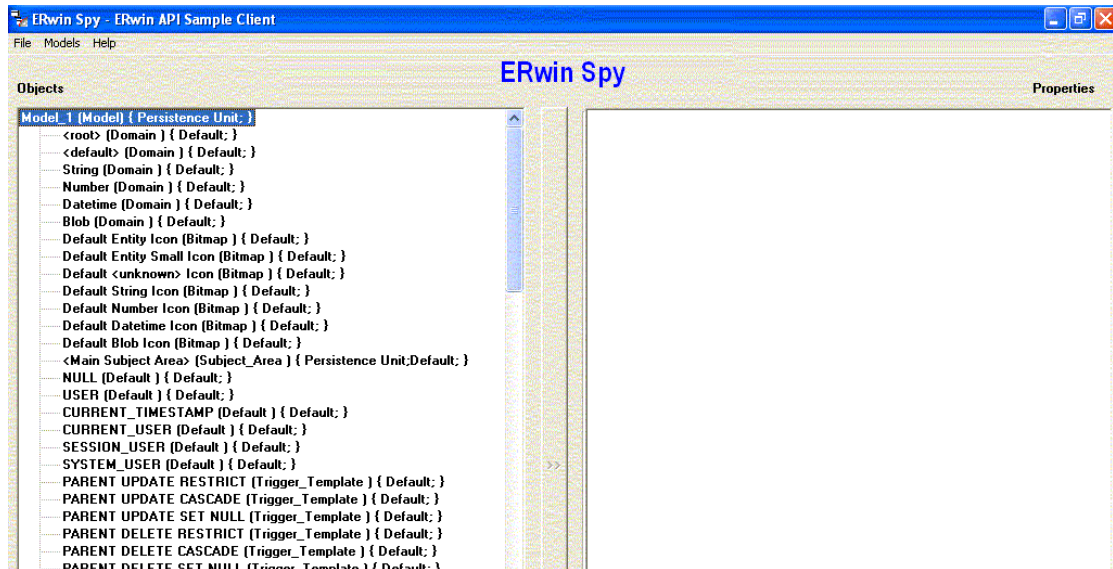 ERwin Spy - ERwin API Sample Client
File Models Help
ERwin Spy
Objects
Properties
Model_1 (Model) { Persistence Unit; }
<root> (Domain ) { Default; }
<default> (Domain ) { Default; }
String (Domain ) { Default; }
Number (Domain ) { Default; }
Datetime (Domain ) { Default; }
Blob (Domain ) { Default; }
Default Entity Icon (Bitmap ) { Default; }
Default Entity Small Icon (Bitmap ) { Default; }
Default <unknown> Icon (Bitmap ) { Default; }
Default String Icon (Bitmap ) { Default; }
Default Number Icon (Bitmap ) { Default; }
Default Datetime Icon (Bitmap ) { Default; }
Default Blob Icon (Bitmap ) { Default; }
<Main Subject Area> (Subject_Area ) { Persistence Unit;Default; }
NULL (Default ) { Default; }
USER (Default ) { Default; }
CURRENT_TIMESTAMP (Default ) { Default; }
CURRENT_USER (Default ) { Default; }
SESSION_USER (Default ) { Default; }
SYSTEM_USER (Default ) { Default; }
>>
PARENT UPDATE RESTRICT (Trigger_Template ) { Default; }
PARENT UPDATE CASCADE (Trigger_Template ) { Default; }
PARENT UPDATE SET NULL (Trigger_Template ) { Default; }
PARENT DELETE RESTRICT (Trigger_Template ) { Default; }
PARENT DELETE CASCADE (Trigger_Template ) { Default; }
PARENT DELETE SET NULL (Trigger_Template ) { Default; }